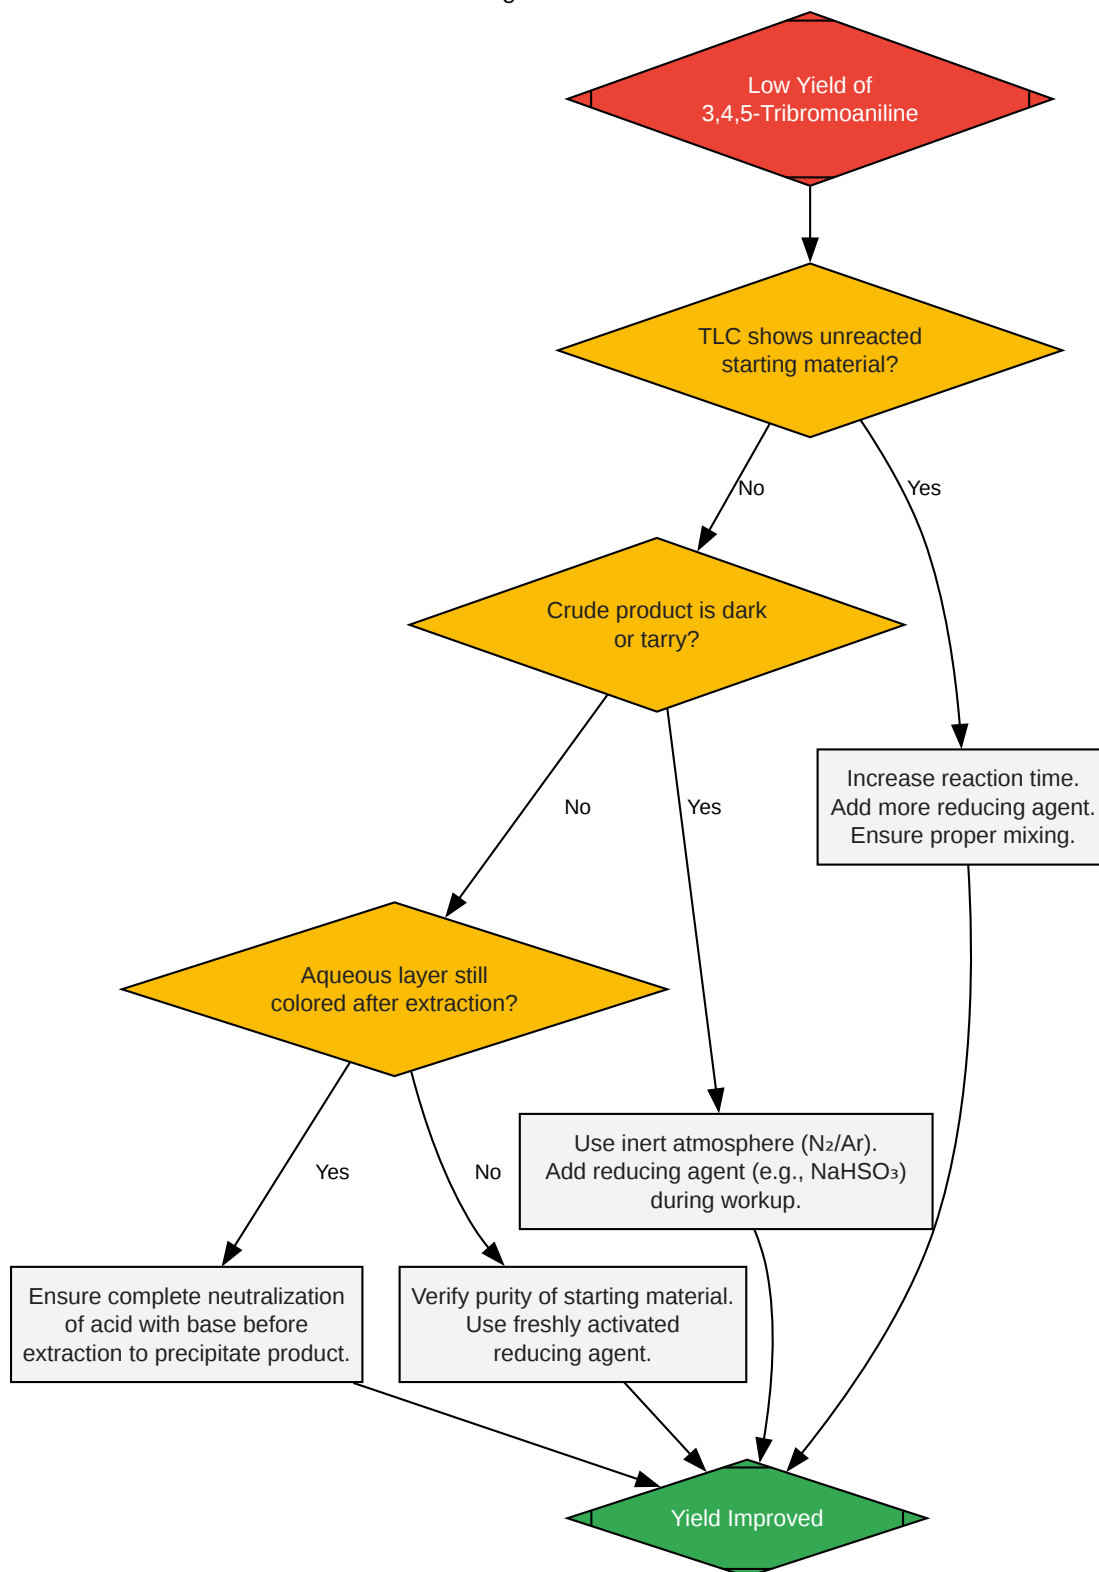 Low Yield of
3,4,5-Tribromoaniline
TLC shows unreacted
starting material?
No
Yes
Crude product is dark
or tarry?
Increase reaction time.
Add more reducing agent.
Ensure proper mixing.
No
Yes
Aqueous layer still
colored after extraction?
Use inert atmosphere (N₂/Ar).
Add reducing agent (e.g., NaHSO₃)
during workup.
Yes
No
Ensure complete neutralization
of acid with base before
extraction to precipitate product.
Verify purity of starting material.
Use freshly activated
reducing agent.
Yield Improved